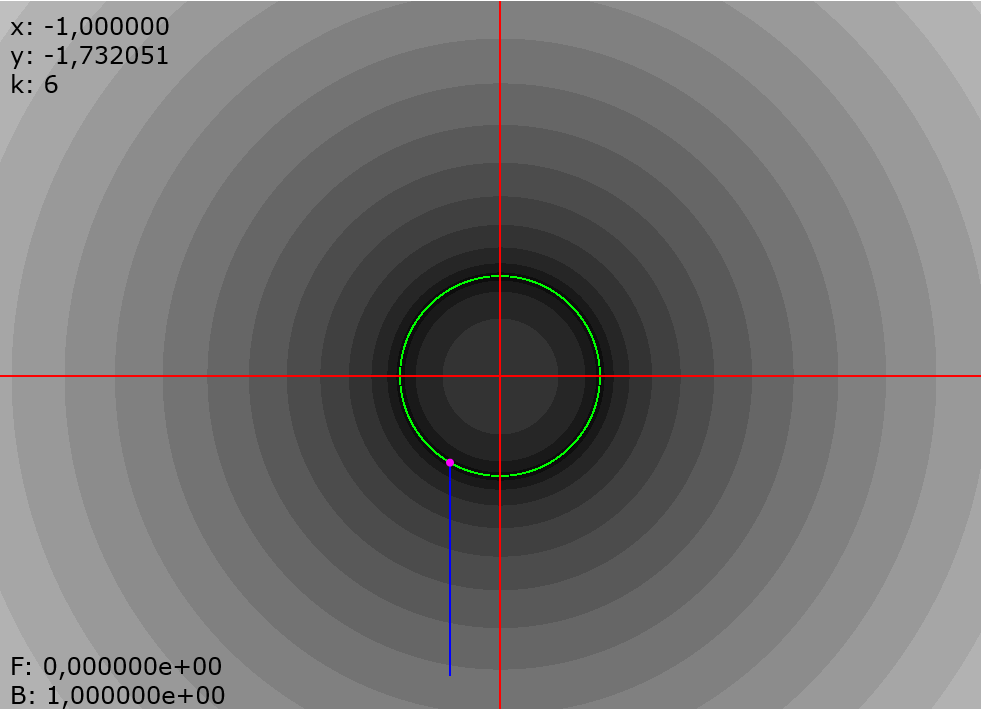 x: -1,000000
y: -1,732051
k: 6
F: 0,000000e+00
B: 1,000000e+00